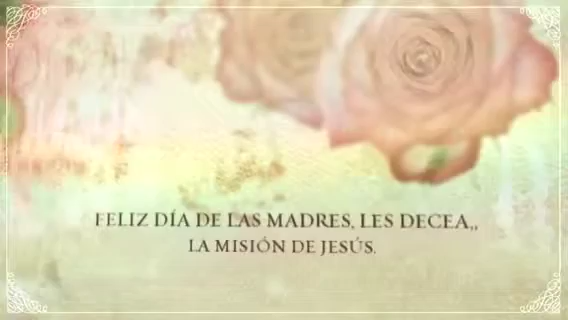 FELIZ DÍA DE LAS MADRES, LES DECEA,,
LA MISIÓN DE JESÚS.